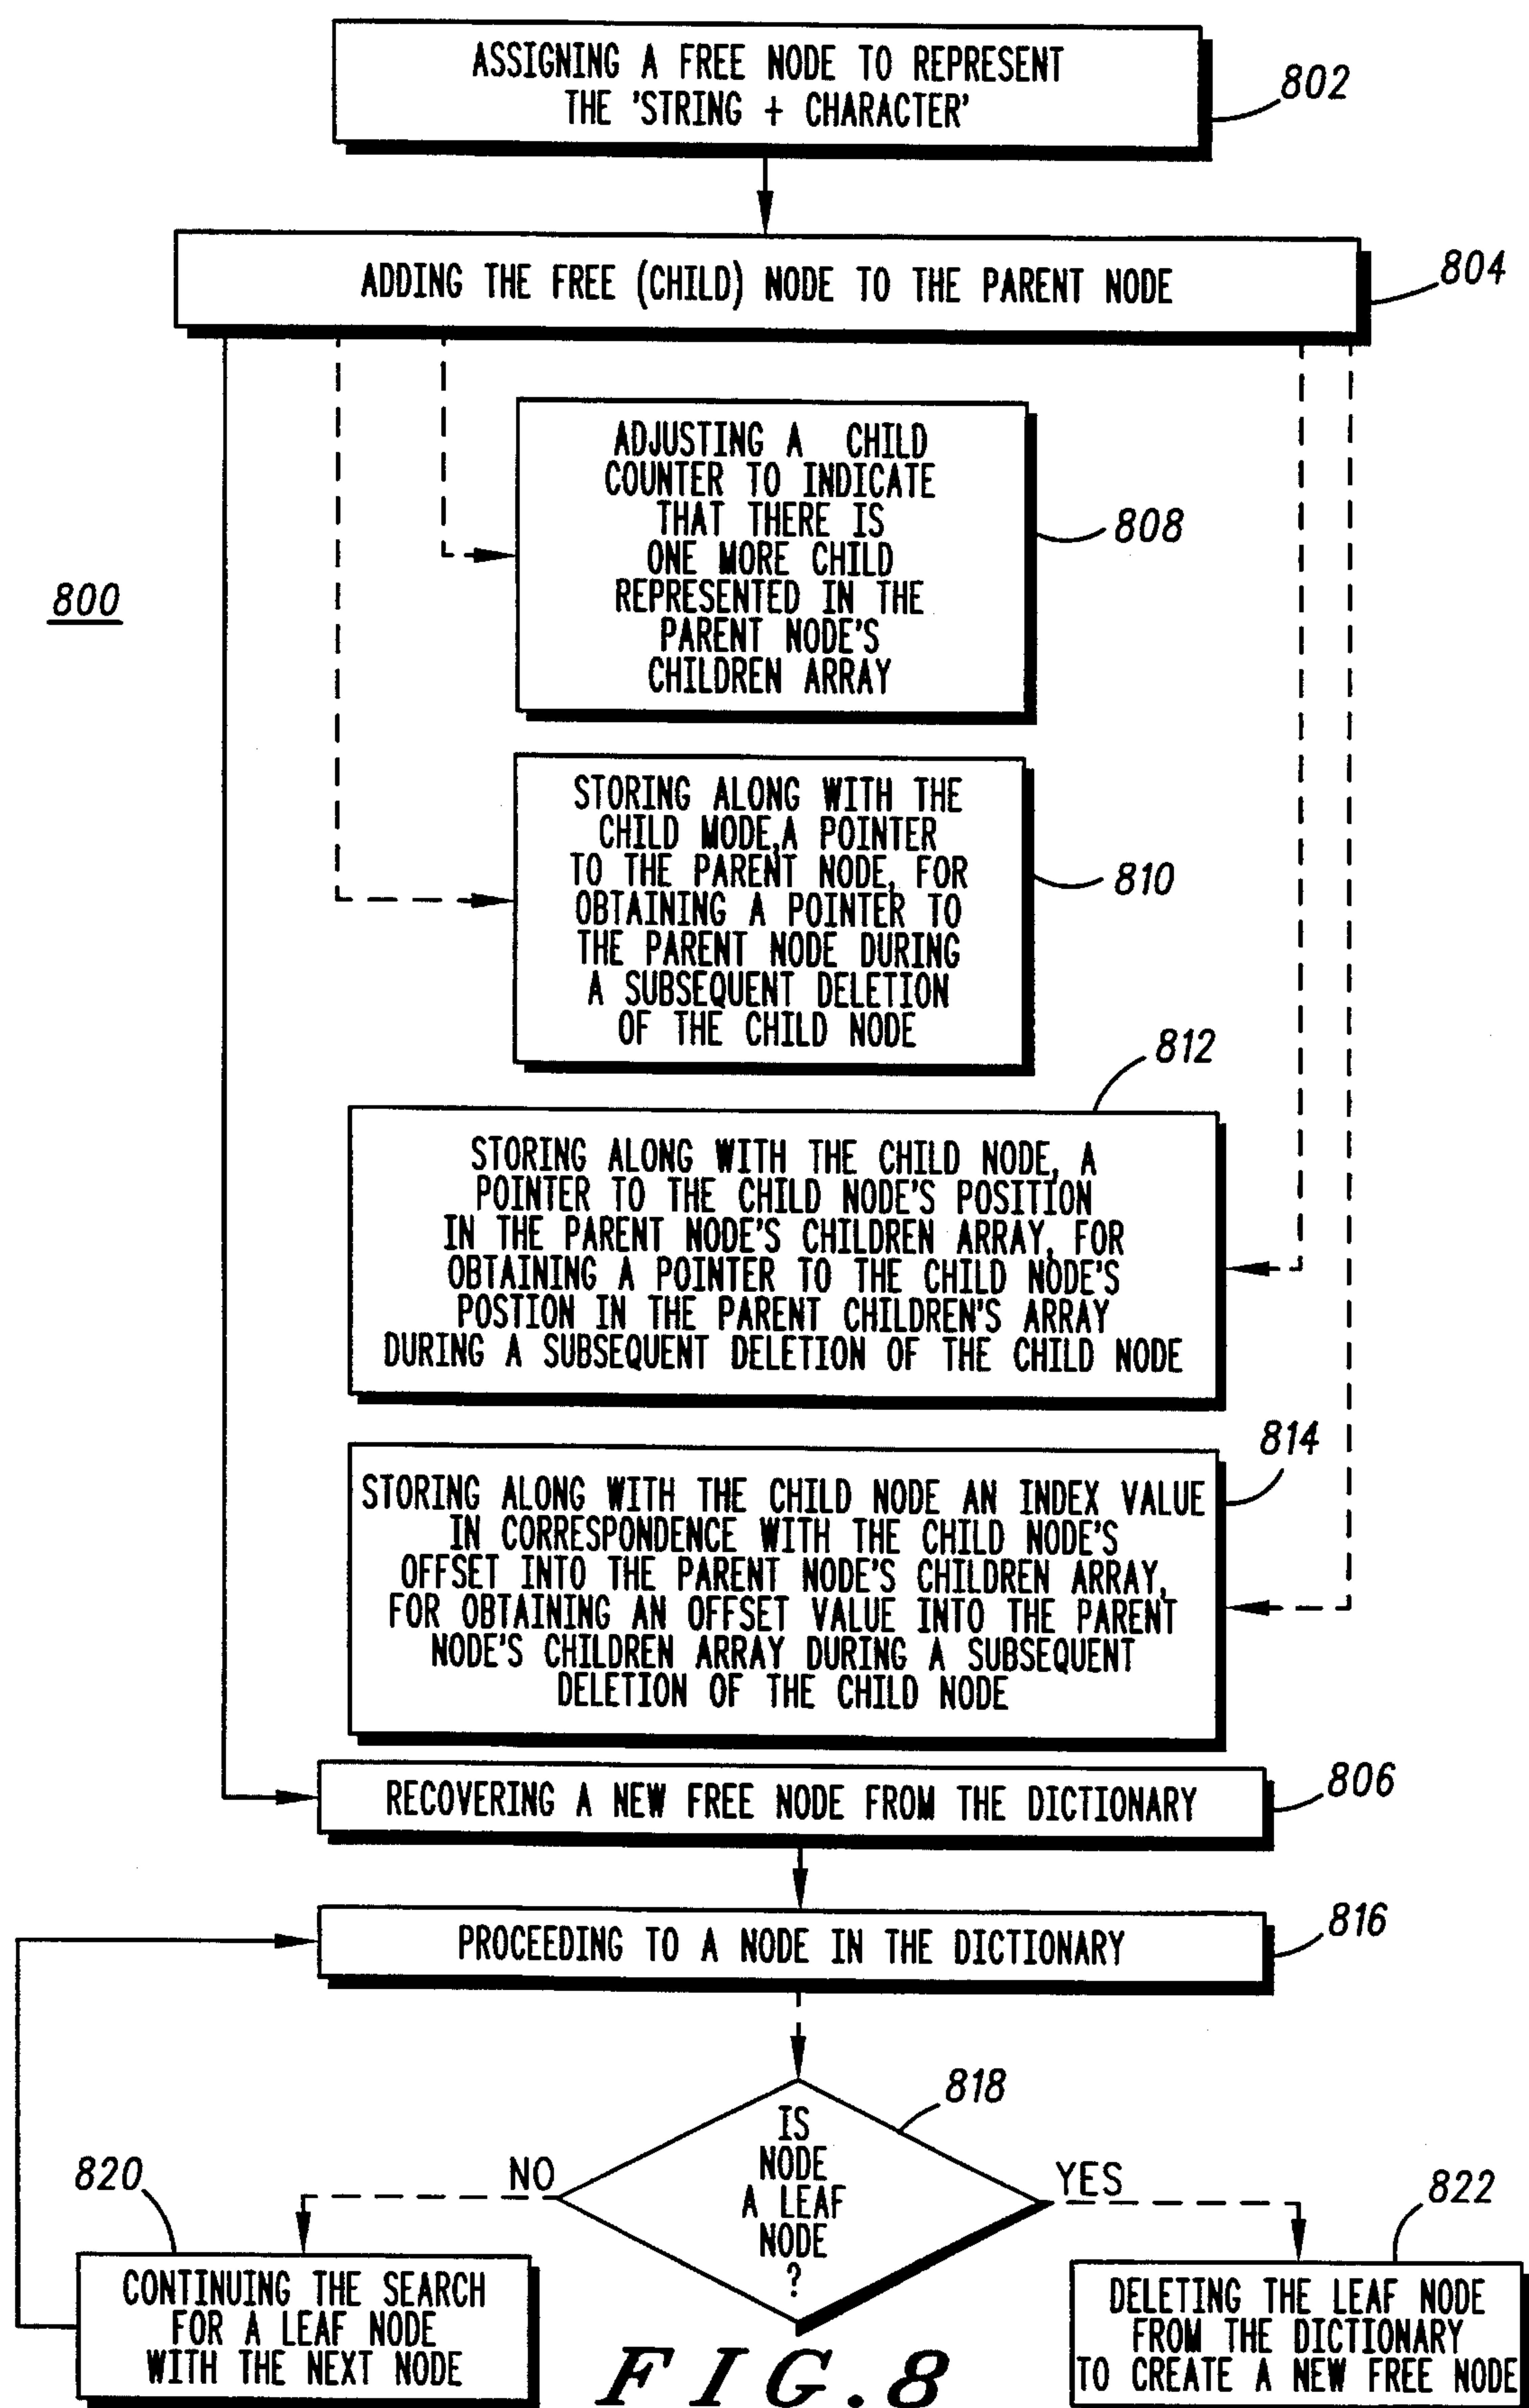 ASSIGNING A FREE NODE TO REPRESENT
THE 'STRING + CHARACTER'
802
ADDING THE FREE (CHILD) NODE TO THE PARENT NODE
804
ADJUSTING A CHILD
COUNTER TO INDICATE
THAT THERE IS
ONE MORE CHILD
REPRESENTED IN THE
PARENT NODE'S
CHILDREN ARRAY
808
800
STORING ALONG WITH THE
CHILD MODE,A POINTER
TO THE PARENT NODE, FOR
OBTAINING A POINTER TO
THE PARENT NODE DURING
A SUBSEQUENT DELETION
OF THE CHILD NODE
810
812
STORING ALONG WITH THE CHILD NODE, A
POINTER TO THE CHILD NODE'S POSITION
IN THE PARENT NODE'S CHILDREN ARRAY, FOR
OBTAINING A POINTER TO THE CHILD NODE'S
POSTION IN THE PARENT CHILDREN'S ARRAY
DURING A SUBSEQUENT DELETION OF THE CHILD NODE
814
STORING ALONG WITH THE CHILD NODE AN INDEX VALUE
IN CORRESPONDENCE WITH THE CHILD NODE'S
OFFSET INTO THE PARENT NODE'S CHILDREN ARRAY,
FOR OBTAINING AN OFFSET VALUE INTO THE PARENT
NODE'S CHILDREN ARRAY DURING A SUBSEQUENT
DELETION OF THE CHILD NODE
RECOVERING A NEW FREE NODE FROM THE DICTIONARY
806
PROCEEDING TO A NODE IN THE DICTIONARY
816
818
IS
NODE
A LEAF
NODE
?
NO
YES
820
CONTINUING THE SEARCH
FOR A LEAF NODE
WITH THE NEXT NODE
822
DELETING THE LEAF NODE
FROM THE DICTIONARY
TO CREATE A NEW FREE NODE
FIG.8